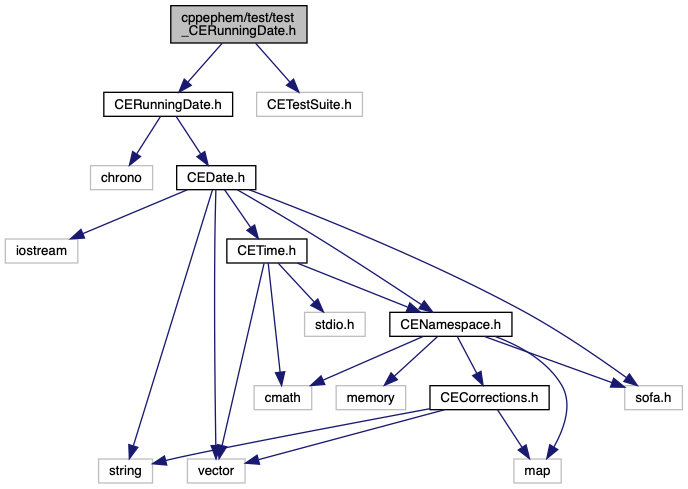 cppephem/test/test
_CERunningDate.h
CERunningDate.h
CETestSuite.h
chrono
CEDate.h
iostream
CETime.h
stdio.h
CENamespace.h
cmath
memory
CECorrections.h
sofa.h
string
vector
map